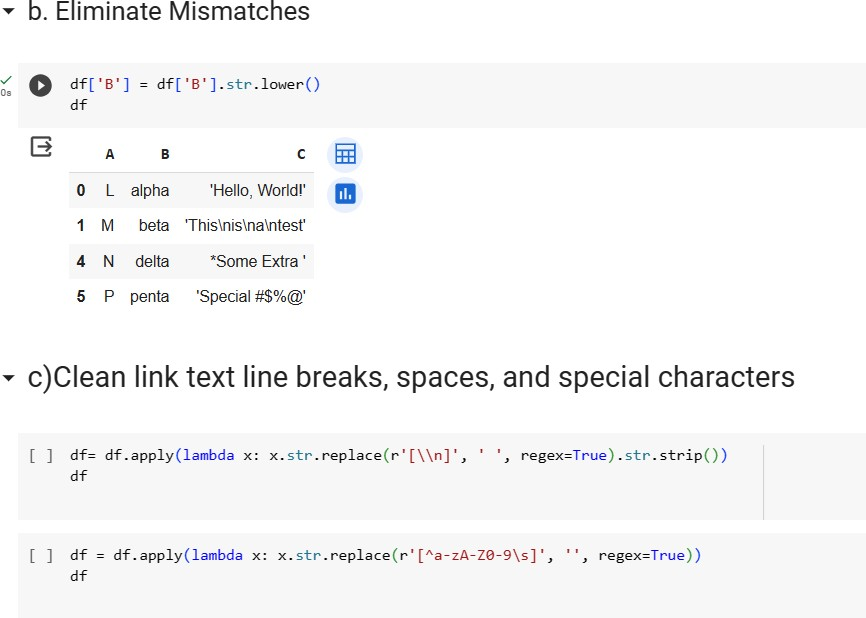 b. Eliminate Mismatches
0s
df['B'] = df['B'].str.lower()
df
A B C
0 L alpha 'Hello, World!'
1 M beta 'This\nis\na\ntest'
4 N delta *Some Extra '
5 P penta 'Special #$%@'
c)Clean link text line breaks, spaces, and special characters
[ ] df= df.apply(lambda x: x.str.replace(r'[\\n]', ' ', regex=True).str.strip())
df
[ ] df = df.apply(lambda x: x.str.replace(r'[^a-zA-Z0-9\s]', '', regex=True))
df